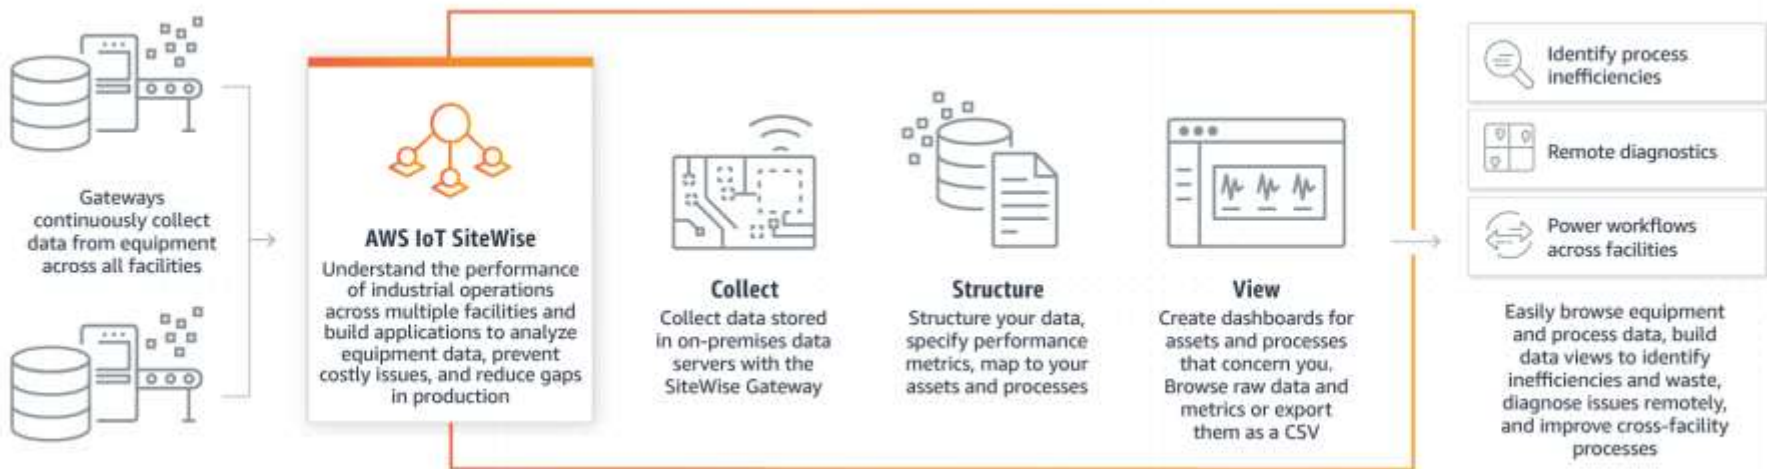 Gateways
continuously collect
data from equipment
across all facilities
AWS IoT SiteWise
Understand the performance
of industrial operations
across multiple facilities and
build applications to analyze
equipment data, prevent
costly issues, and reduce gaps
in production
Collect
Collect data stored
in on-premises data
servers with the
SiteWise Gateway
Structure
Structure your data,
specify performance
metrics, map to your
assets and processes
View
Create dashboards for
assets and processes
that concern you.
Browse raw data and
metrics or export
them as a CSV
Identify process
inefficiencies
Remote diagnostics
Power workflows
across facilities
Easily browse equipment
and process data, build
data views to identify
inefficiencies and waste,
diagnose issues remotely,
and improve cross-facility
processes